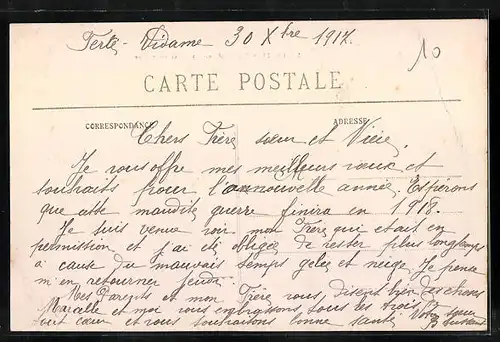 Ferté-Vidame 30 Xbre 1917.
10
CARTE POSTALE
CORRESPONDANCE
ADRESSE
Chers Frère, sœur et
Je vous offre mes meilleurs vœux et
souhaits pour la nouvelle année. Espérons
que cette maudite guerre finira en 1918.
Je suis venue voir mon Frère qui était en
permission et j'ai été obligée de rester plus longtemps
a cause du mauvais temps gelée et neige. Je pense
m'en retourner jeudi.
Mes Parents et mon Frère vous disent bien des choses
Marcelle et moi vous embrassons tous les trois
tout cœur et vous souhaitons bonne santé
Votre sœur